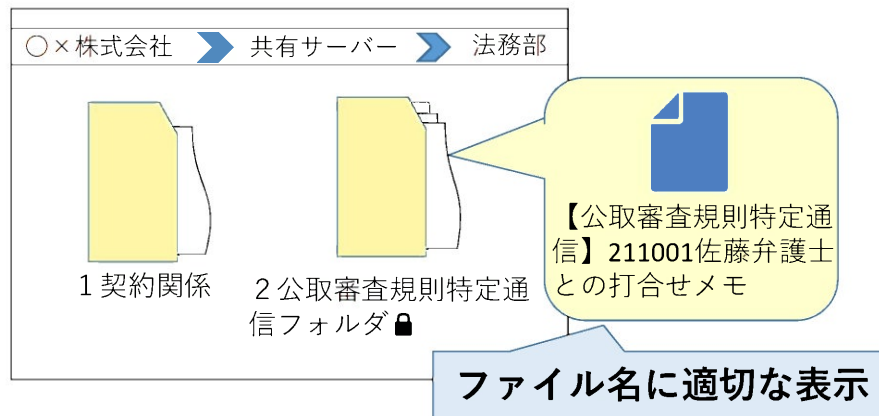 ○×株式会社 共有サーバー 法務部
１契約関係
２公取審査規則特定通
信フォルダ
【公取審査規則特定通
信】211001佐藤弁護士
との打合せメモ
ファイル名に適切な表示